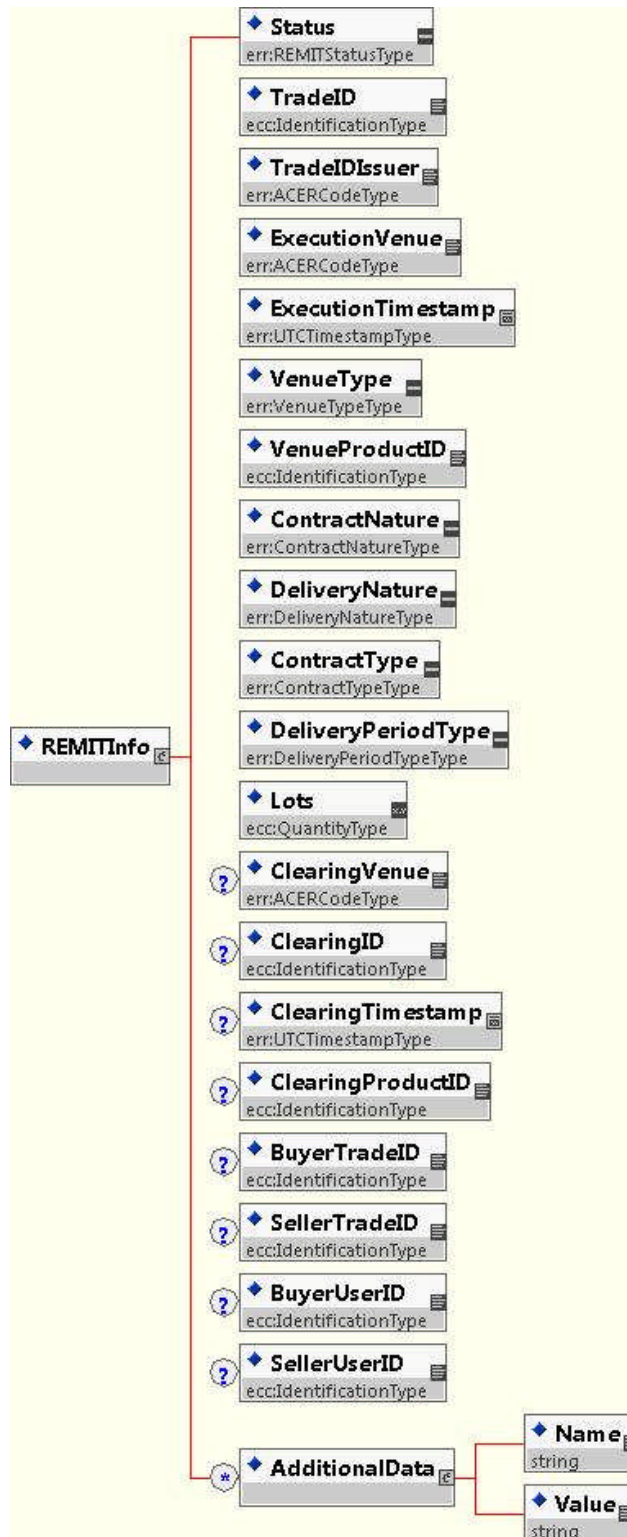 Status
err:REMITStatusType
TradeID
ecc:IdentificationType
TradeIDIssuer
err:ACERCodeType
ExecutionVenue
err:ACERCodeType
ExecutionTimestamp
err:UTCTimestampType
VenueType
err:VenueTypeType
VenueProductID
ecc:IdentificationType
ContractNature
err:ContractNatureType
DeliveryNature
err:DeliveryNatureType
ContractType
err:ContractTypeType
REMITInfo
DeliveryPeriodType
err:DeliveryPeriodTypeType
Lots
ecc:QuantityType
?
ClearingVenue
err:ACERCodeType
?
ClearingID
ecc:IdentificationType
?
ClearingTimestamp
err:UTCTimestampType
?
ClearingProductID
ecc:IdentificationType
?
BuyerTradeID
ecc:IdentificationType
?
SellerTradeID
ecc:IdentificationType
?
BuyerUserID
ecc:IdentificationType
?
SellerUserID
ecc:IdentificationType
*
AdditionalData
Name
string
Value
string